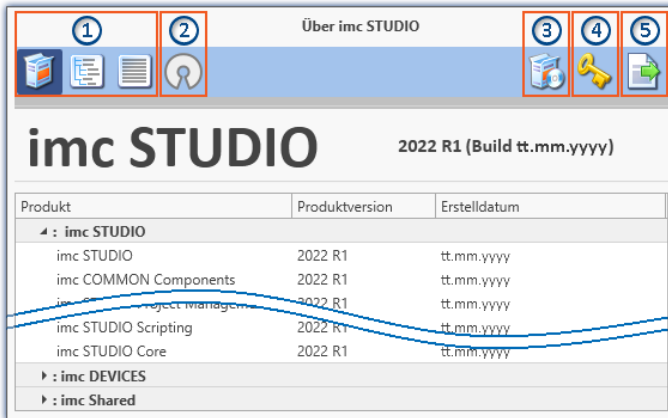 1 2 Über imc STUDIO 3 4 5
imc STUDIO 2022 R1 (Build tt.mm.yyyy)
Produkt Produktversion Erstelldatum
: imc STUDIO
imc STUDIO 2022 R1 tt.mm.yyyy
imc COMMON Components 2022 R1 tt.mm.yyyy
imc 2022 R1 tt.mm.yyyy
imc STUDIO Scripting 2022 R1 tt.mm.yyyy
imc STUDIO Core 2022 R1 tt.mm.yyyy
: imc DEVICES
: imc Shared